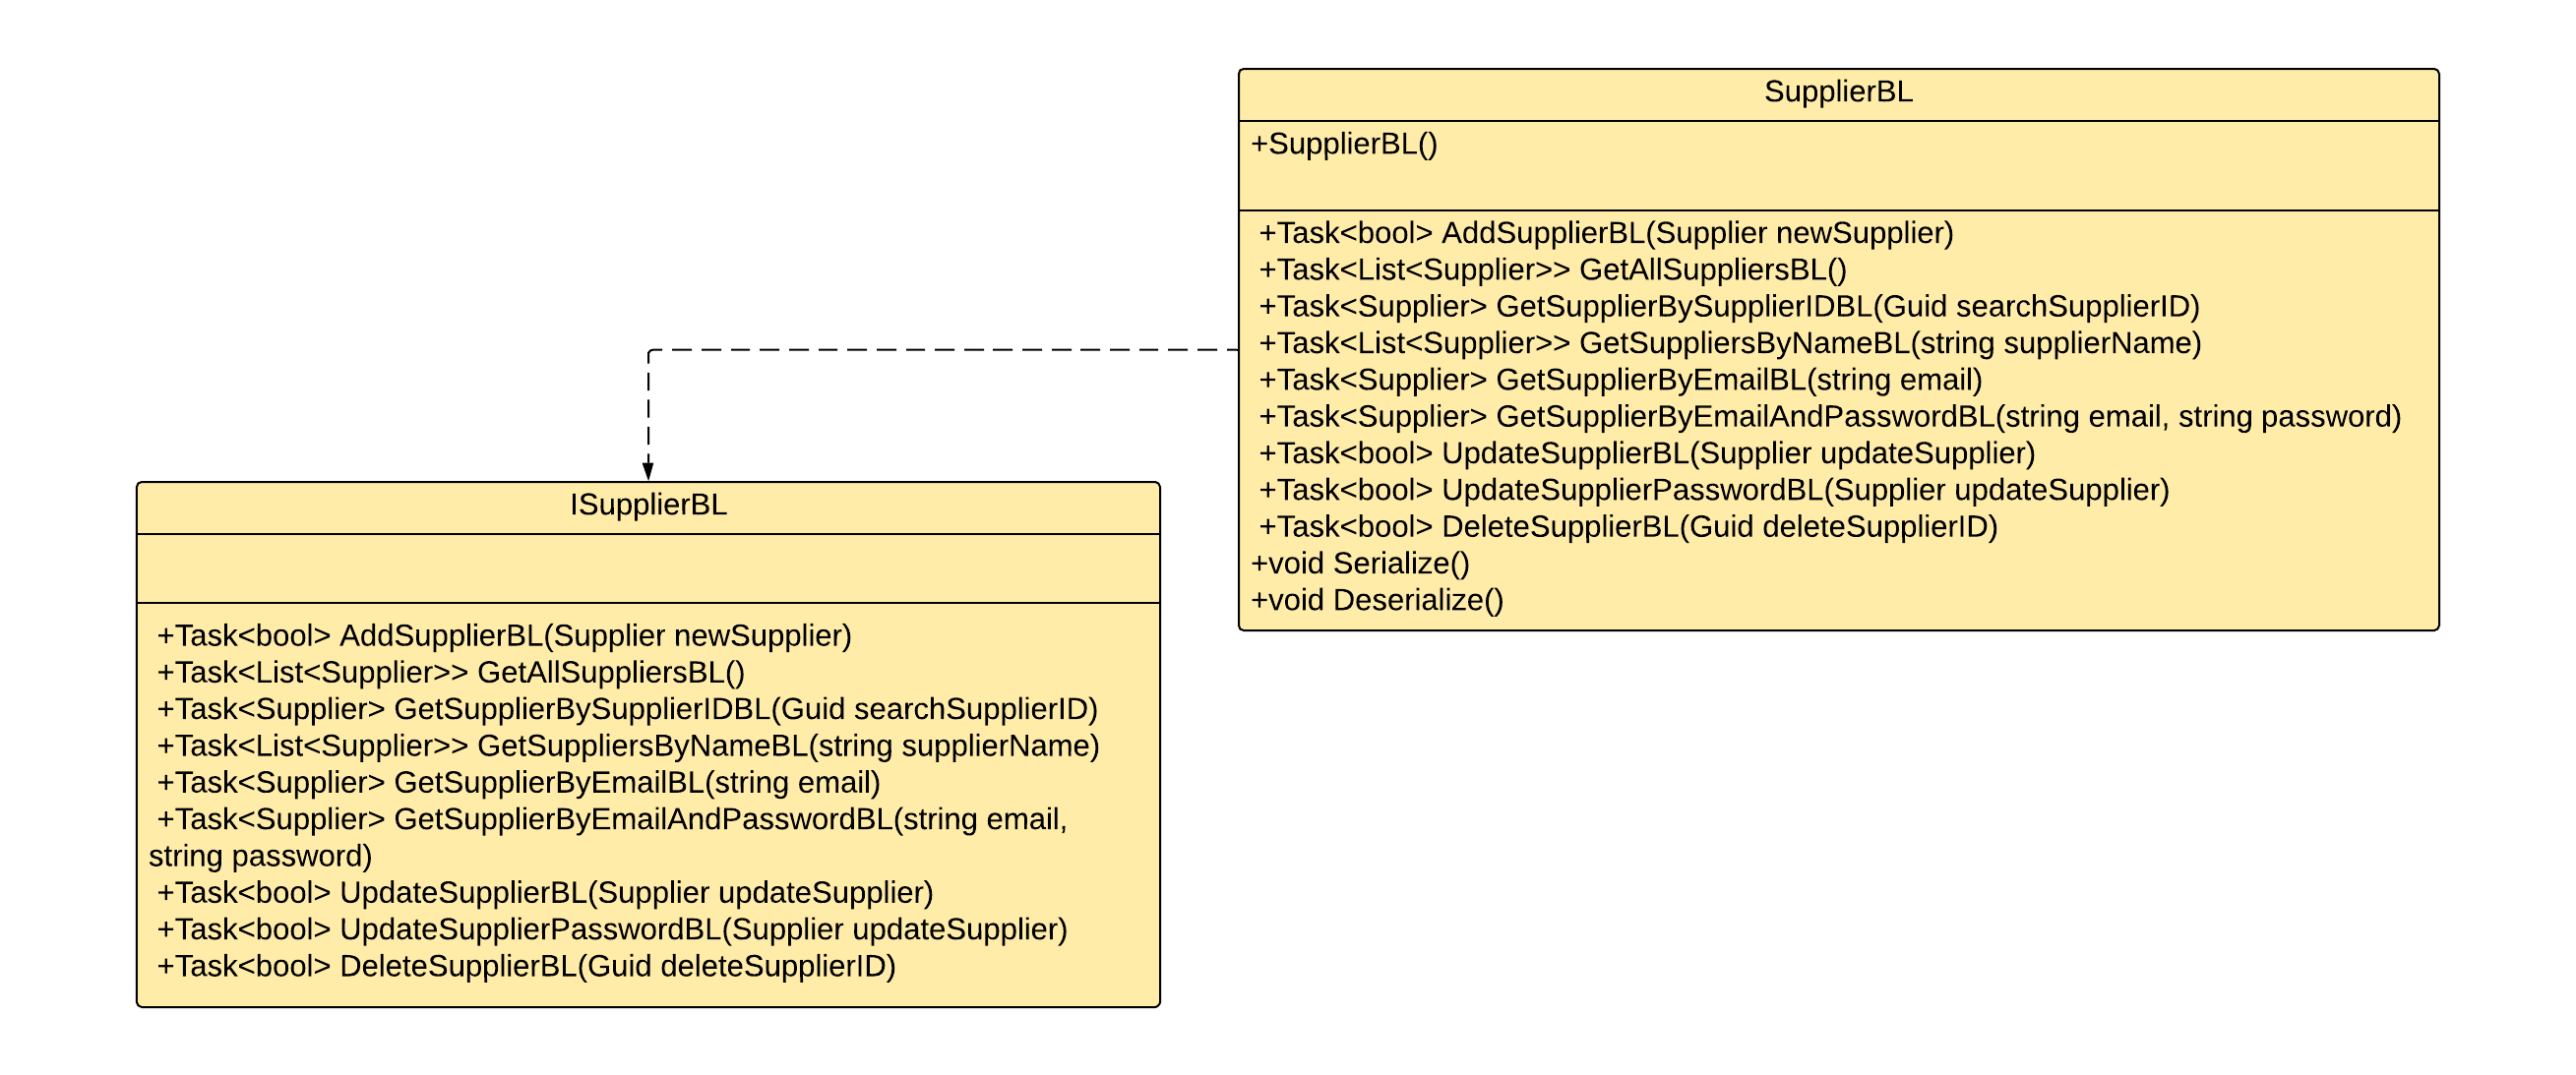 SupplierBL
+SupplierBL()
+Task<bool> AddSupplierBL(Supplier newSupplier)
+Task<List<Supplier>> GetAllSuppliersBL()
+Task<Supplier> GetSupplierBySupplierIDBL(Guid searchSupplierID)
+Task<List<Supplier>> GetSuppliersByNameBL(string supplierName)
+Task<Supplier> GetSupplierByEmailBL(string email)
+Task<Supplier> GetSupplierByEmailAndPasswordBL(string email, string password)
+Task<bool> UpdateSupplierBL(Supplier updateSupplier)
+Task<bool> UpdateSupplierPasswordBL(Supplier updateSupplier)
+Task<bool> DeleteSupplierBL(Guid deleteSupplierID)
+void Serialize()
+void Deserialize()
ISupplierBL
+Task<bool> AddSupplierBL(Supplier newSupplier)
+Task<List<Supplier>> GetAllSuppliersBL()
+Task<Supplier> GetSupplierBySupplierIDBL(Guid searchSupplierID)
+Task<List<Supplier>> GetSuppliersByNameBL(string supplierName)
+Task<Supplier> GetSupplierByEmailBL(string email)
+Task<Supplier> GetSupplierByEmailAndPasswordBL(string email,
string password)
+Task<bool> UpdateSupplierBL(Supplier updateSupplier)
+Task<bool> UpdateSupplierPasswordBL(Supplier updateSupplier)
+Task<bool> DeleteSupplierBL(Guid deleteSupplierID)